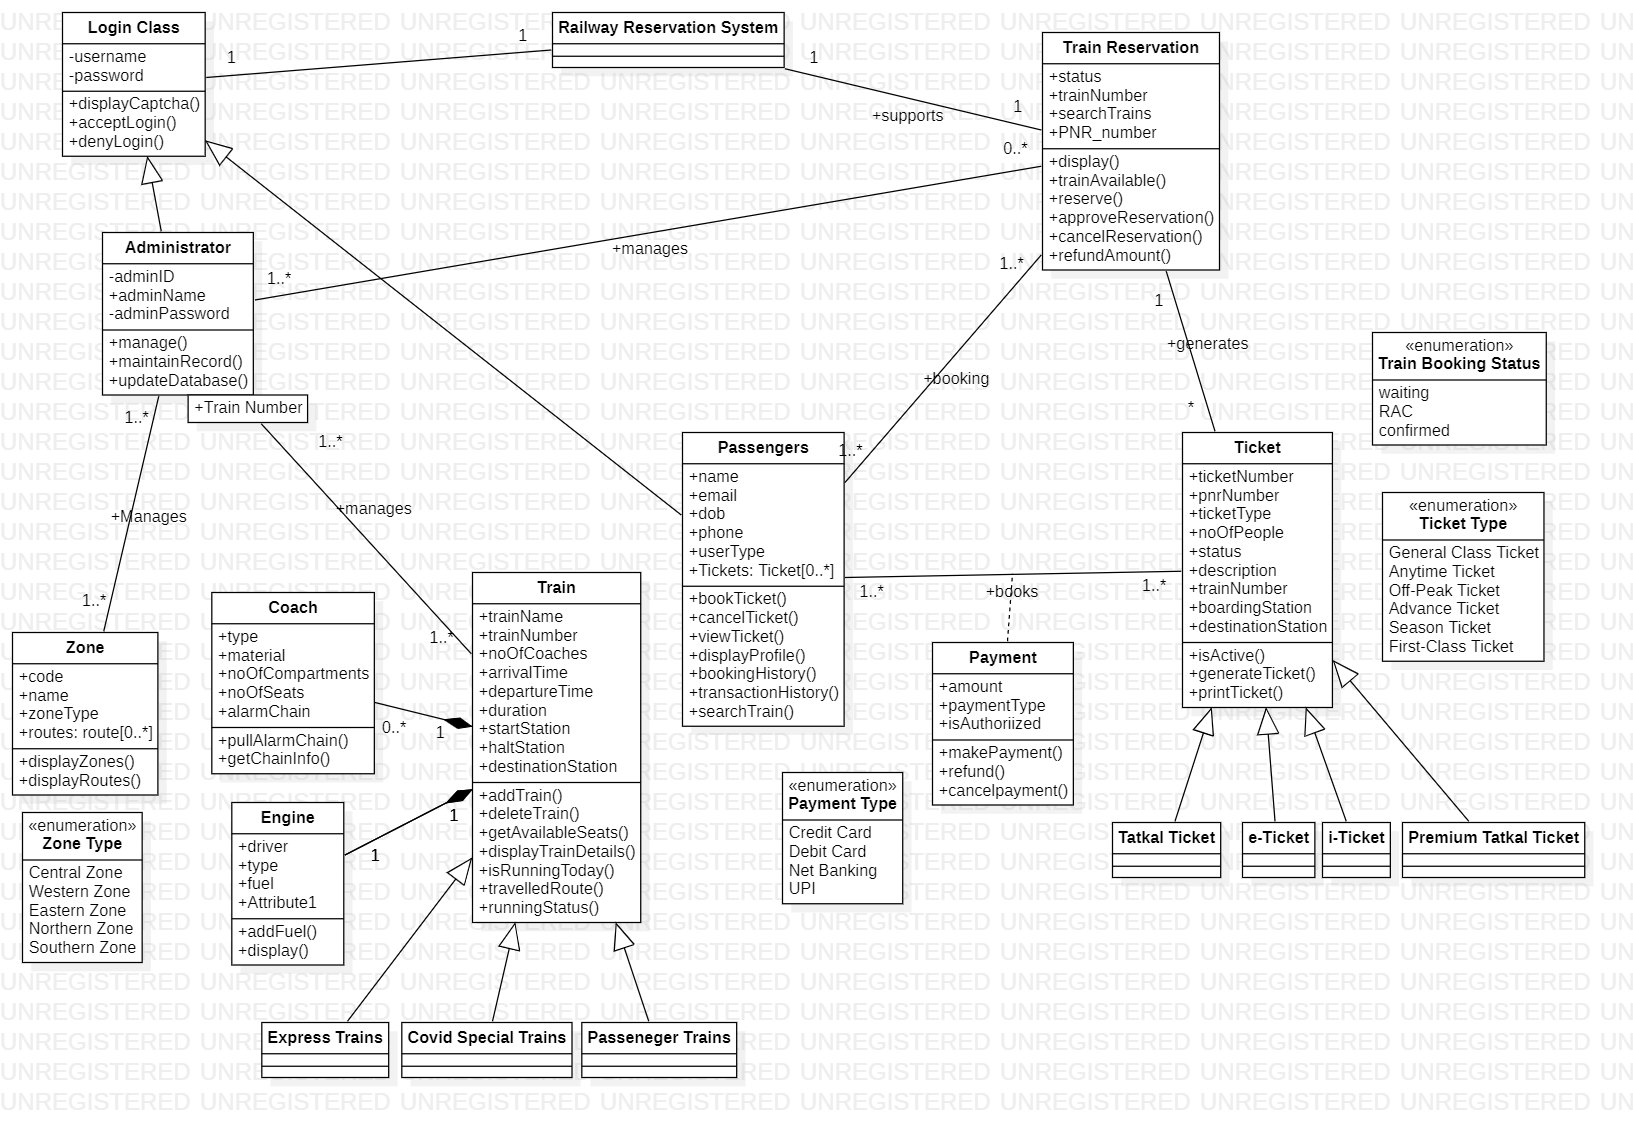 Login Class
-username
-password
+displayCaptcha()
+acceptLogin()
+denyLogin()
1
1
Railway Reservation System
1
+supports
1
Train Reservation
+status
+trainNumber
+searchTrains
+PNR_number
+display()
+trainAvailable()
+reserve()
+approveReservation()
+cancelReservation()
+refundAmount()
0..*
+manages
1..*
Administrator
-adminID
+adminName
-adminPassword
+manage()
+maintainRecord()
+updateDatabase()
+Train Number
1..*
+Manages
1..*
1..*
+manages
1..*
1..*
+booking
1..*
1
+generates
*
«enumeration»
Train Booking Status
waiting
RAC
confirmed
Passengers
+name
+email
+dob
+phone
+userType
+Tickets: Ticket[0..*]
+bookTicket()
+cancelTicket()
+viewTicket()
+displayProfile()
+bookingHistory()
+transactionHistory()
+searchTrain()
1..*
+books
1..*
Ticket
+ticketNumber
+pnrNumber
+ticketType
+noOfPeople
+status
+description
+trainNumber
+boardingStation
+destinationStation
+isActive()
+generateTicket()
+printTicket()
«enumeration»
Ticket Type
General Class Ticket
Anytime Ticket
Off-Peak Ticket
Advance Ticket
Season Ticket
First-Class Ticket
Zone
+code
+name
+zoneType
+routes: route[0..*]
+displayZones()
+displayRoutes()
Coach
+type
+material
+noOfCompartments
+noOfSeats
+alarmChain
+pullAlarmChain()
+getChainInfo()
0..*
1
Train
+trainName
+trainNumber
+noOfCoaches
+arrivalTime
+departureTime
+duration
+startStation
+haltStation
+destinationStation
+addTrain()
+deleteTrain()
+getAvailableSeats()
+displayTrainDetails()
+isRunningToday()
+travelledRoute()
+runningStatus()
Payment
+amount
+paymentType
+isAuthoriized
+makePayment()
+refund()
+cancelpayment()
«enumeration»
Payment Type
Credit Card
Debit Card
Net Banking
UPI
«enumeration»
Zone Type
Central Zone
Western Zone
Eastern Zone
Northern Zone
Southern Zone
Engine
+driver
+type
+fuel
+Attribute1
+addFuel()
+display()
1
1
Tatkal Ticket
e-Ticket
i-Ticket
Premium Tatkal Ticket
Express Trains
Covid Special Trains
Passeneger Trains
UNREGISTERED UNREGISTERED UNREGISTERED UNREGISTERED UNREGISTERED UNREGISTERED UNREGISTERED UNREGISTERED UN